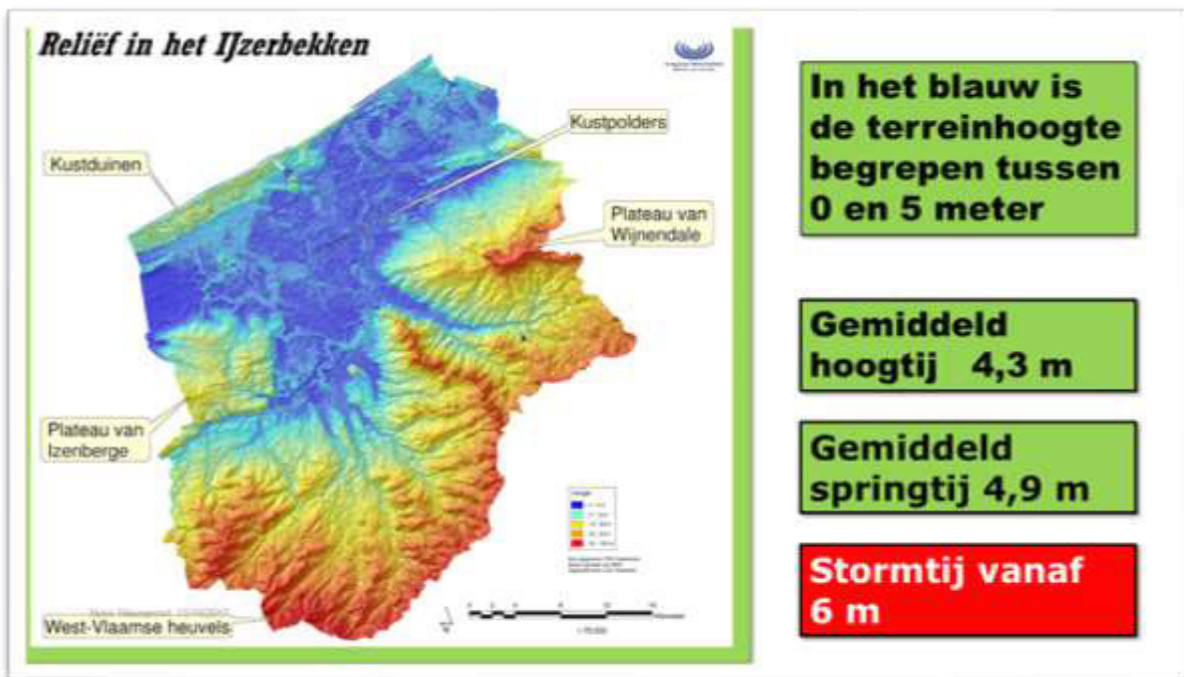 Reliëf in het IJzerbekken
Kustpolders
Kustduinen
Plateau van
Wijnendale
Plateau van
Izenberge
West-Vlaamse heuvels
In het blauw is
de terreinhoogte
begrepen tussen
0 en 5 meter
Gemiddeld
hoogtij 4,3 m
Gemiddeld
springtij 4,9 m
Stormtij vanaf
6 m